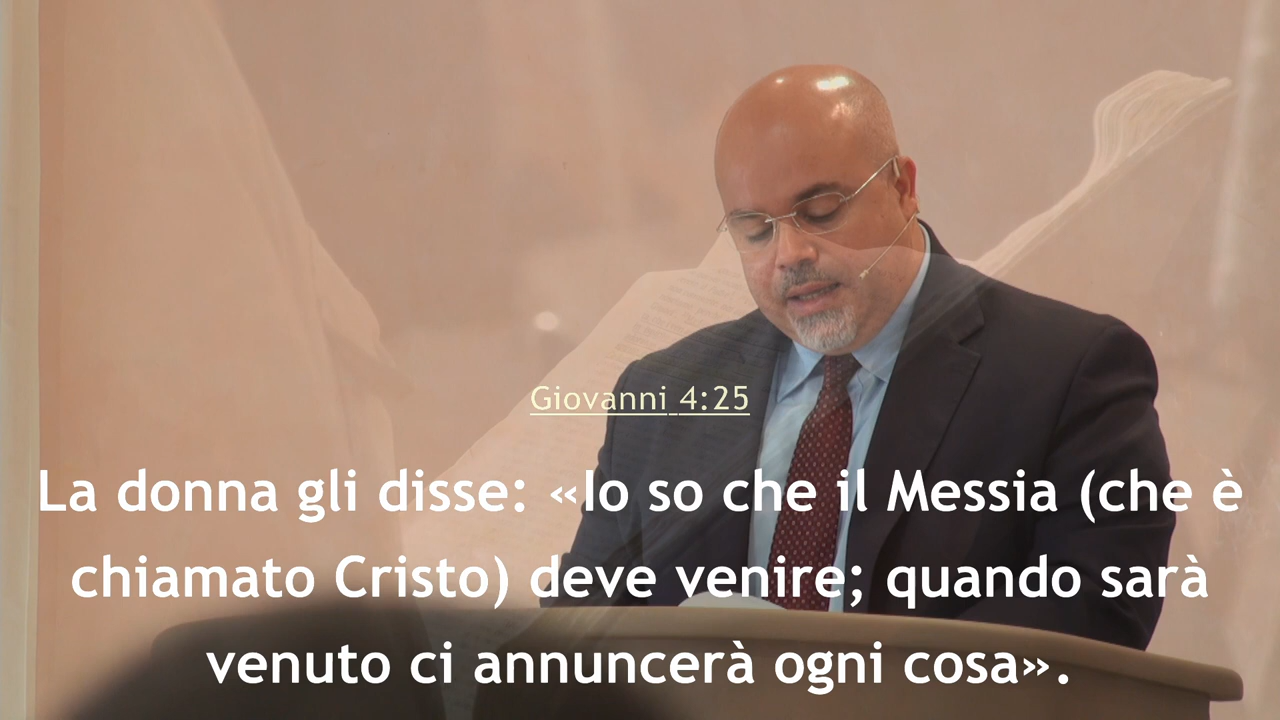 Giovanni 4:25
La donna gli disse: «Io so che il Messia (che è
chiamato Cristo) deve venire; quando sarà
venuto ci annuncerà ogni cosa».